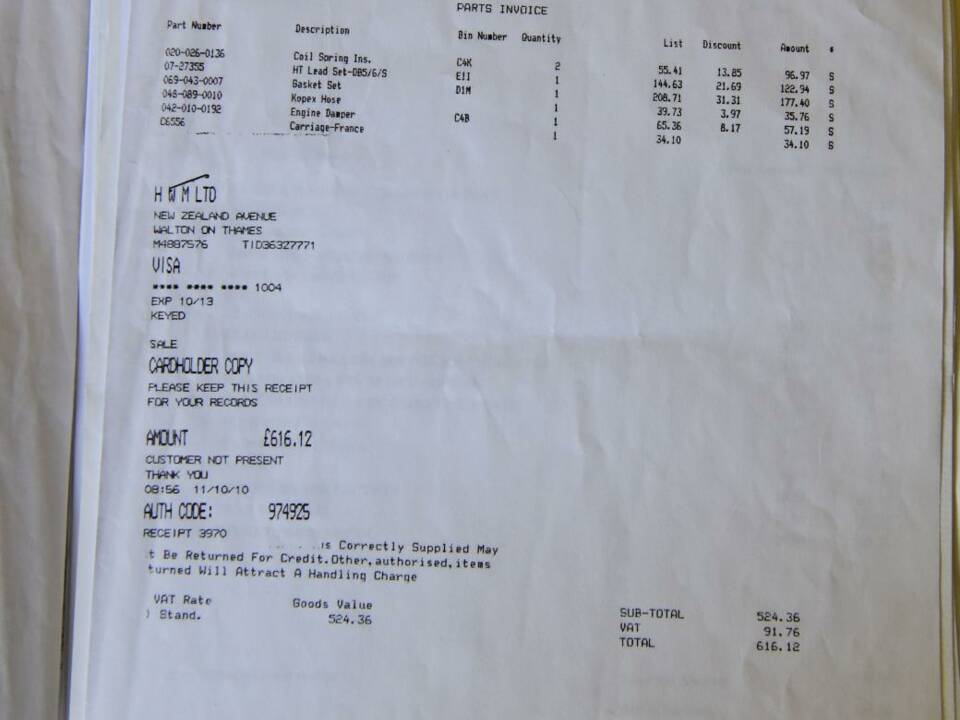 PARTS INVOICE
Part Number Description Bin Number Quantity List Discount Amount *
020-026-0136 Coil Spring Ins. C4K 2 55.41 13.85 96.97 S
07-27355 HT Lead Set-DB5/6/S E11 1 144.63 21.69 122.94 S
069-043-0007 Gasket Set D1M 1 208.71 31.31 177.40 S
048-089-0010 Kopex Hose 1 39.73 3.97 35.76 S
042-010-0192 Engine Damper C4B 1 65.36 8.17 57.19 S
C6556 Carriage-France 1 34.10 34.10 S
H W M LTD
NEW ZEALAND AVENUE
WALTON ON THAMES
M4887576 TID36327771
VISA
**** **** **** 1004
EXP 10/13
KEYED
SALE
CARDHOLDER COPY
PLEASE KEEP THIS RECEIPT
FOR YOUR RECORDS
AMOUNT £616.12
CUSTOMER NOT PRESENT
THANK YOU
08:56 11/10/10
AUTH CODE: 974925
RECEIPT 3970
is Correctly Supplied May
t Be Returned For Credit.Other,authorised,items
turned Will Attract A Handling Charge
VAT Rate Goods Value
) Stand. 524.36
SUB-TOTAL 524.36
VAT 91.76
TOTAL 616.12